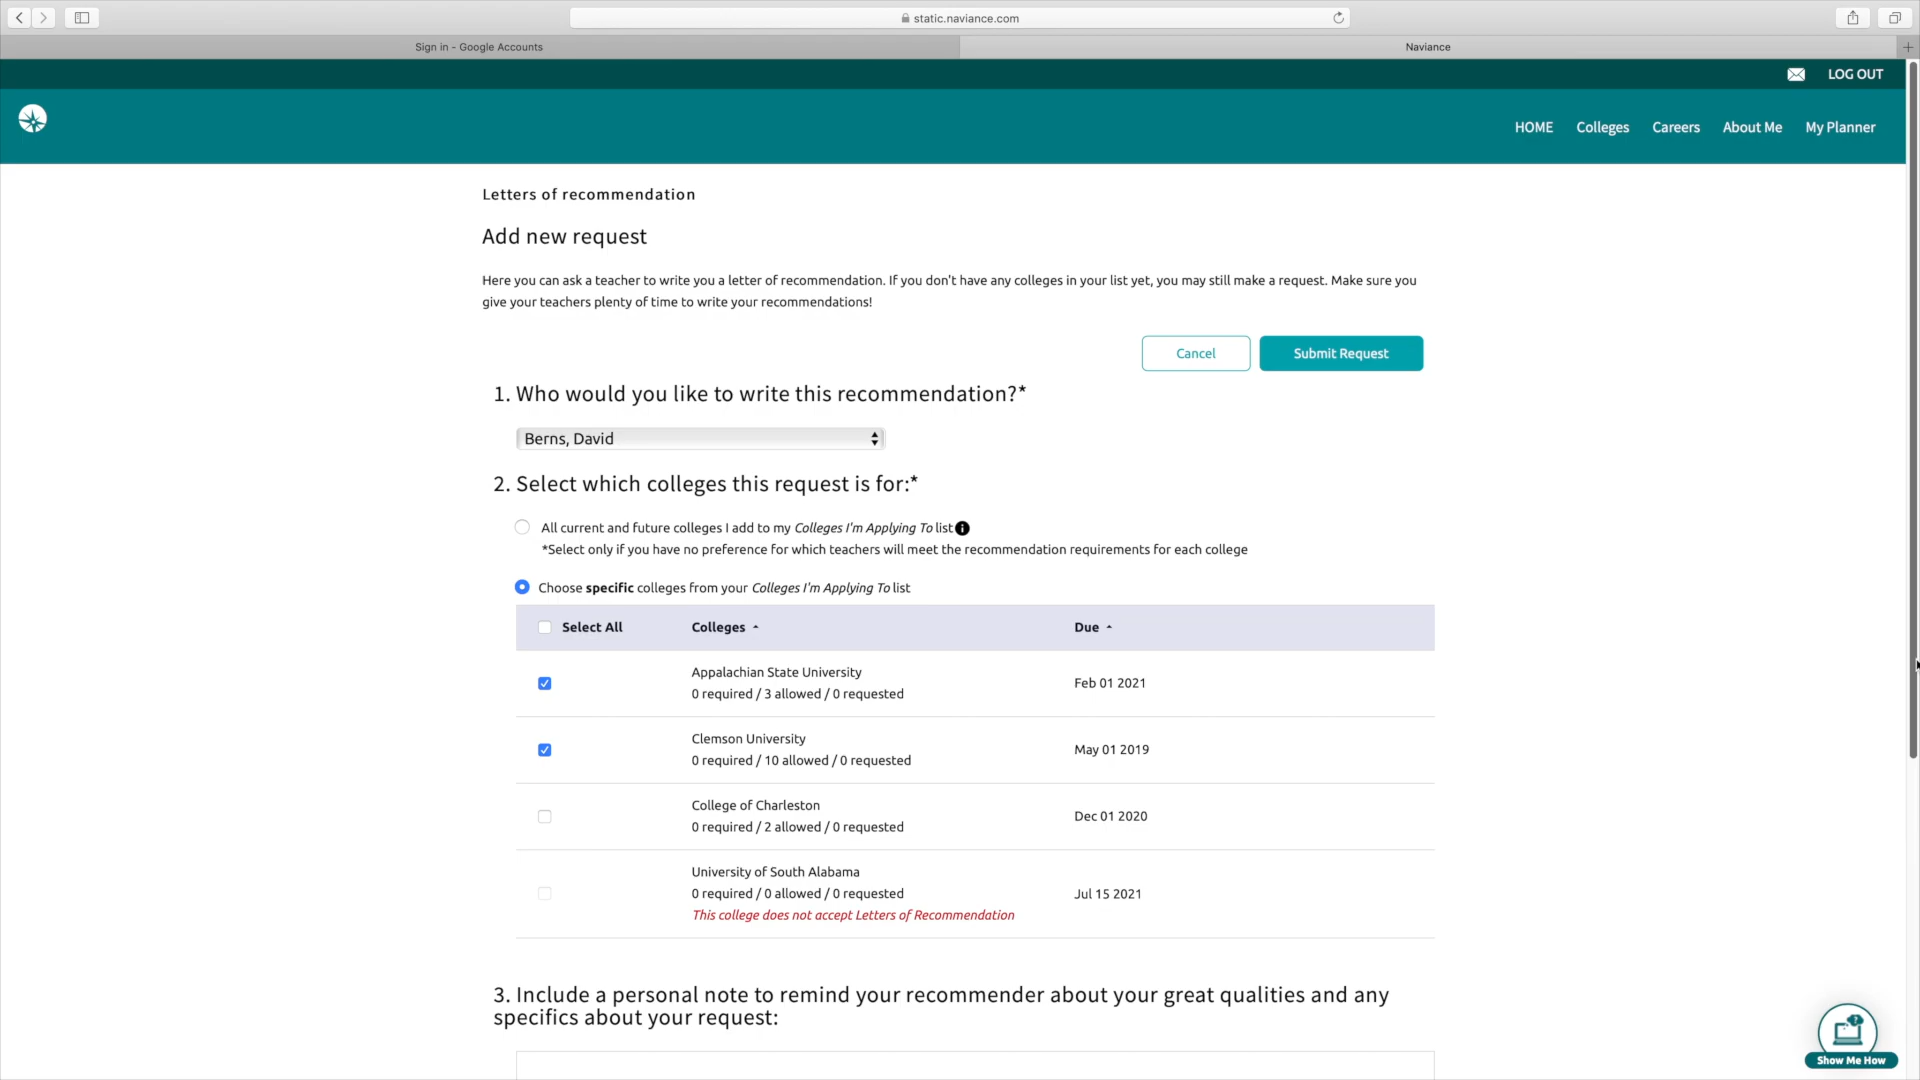 static.naviance.com
Sign in - Google Accounts
Naviance
LOG OUT
HOME
Colleges
Careers
About Me
My Planner
Letters of recommendation
Add new request
Here you can ask a teacher to write you a letter of recommendation. If you don't have any colleges in your list yet, you may still make a request. Make sure you
give your teachers plenty of time to write your recommendations!
Cancel
Submit Request
1. Who would you like to write this recommendation?*
Berns, David
2. Select which colleges this request is for:*
All current and future colleges I add to my Colleges I'm Applying To list
*Select only if you have no preference for which teachers will meet the recommendation requirements for each college
Choose specific colleges from your Colleges I'm Applying To list
Select All
Colleges
Due
Appalachian State University
0 required / 3 allowed / 0 requested
Feb 01 2021
Clemson University
0 required / 10 allowed / 0 requested
May 01 2019
College of Charleston
0 required / 2 allowed / 0 requested
Dec 01 2020
University of South Alabama
0 required / 0 allowed / 0 requested
This college does not accept Letters of Recommendation
Jul 15 2021
3. Include a personal note to remind your recommender about your great qualities and any
specifics about your request:
Show Me How